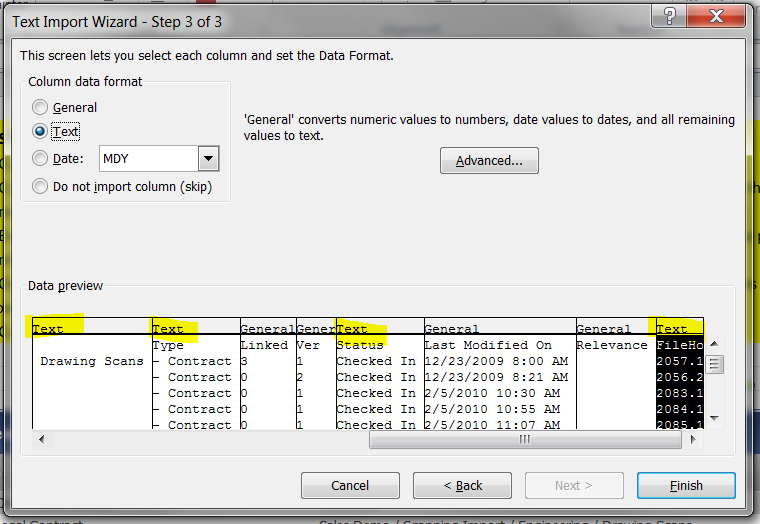 Text Import Wizard - Step 3 of 3
?
X
This screen lets you select each column and set the Data Format.
Column data format
General
Text
Date: MDY
Do not import column (skip)
'General' converts numeric values to numbers, date values to dates, and all remaining
values to text.
Advanced...
Data preview
Text Text General Gener Text General General Text
Type Linked Ver Status Last Modified On Relevance FileHo
Drawing Scans - Contract 3 1 Checked In 12/23/2009 8:00 AM 2057.1
- Contract 0 2 Checked In 12/23/2009 8:21 AM 2056.2
- Contract 0 1 Checked In 2/5/2010 10:30 AM 2083.1
- Contract 0 1 Checked In 2/5/2010 10:55 AM 2084.1
- Contract 0 1 Checked In 2/5/2010 11:07 AM 2085.1
Cancel < Back Next > Finish